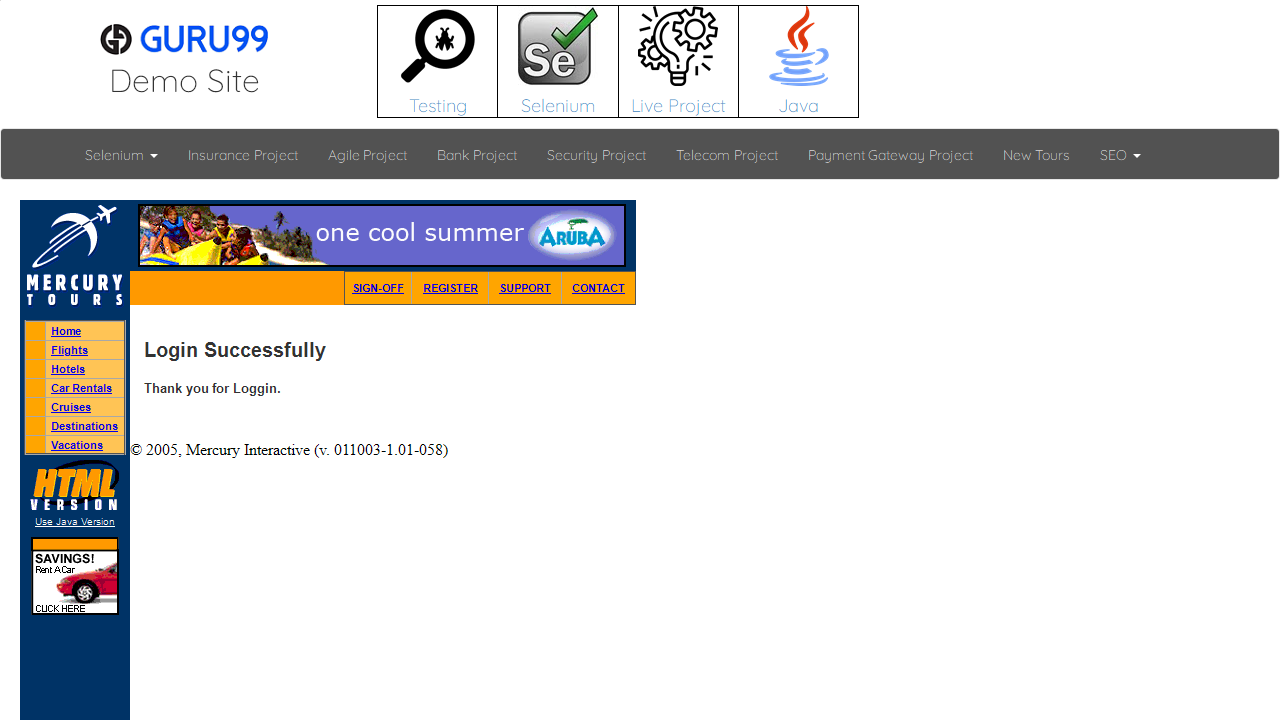 GURU99
Demo Site
Testing
Se
Selenium
Live Project
Java
Selenium
Insurance Project
Agile Project
Bank Project
Security Project
Telecom Project
Payment Gateway Project
New Tours
SEO
MERCURY
TOURS
one cool summer
ARUBA
SIGN-OFF
REGISTER
SUPPORT
CONTACT
Home
Flights
Hotels
Car Rentals
Cruises
Destinations
Vacations
Login Successfully
Thank you for Loggin.
© 2005, Mercury Interactive (v. 011003-1.01-058)
HTML
VERSION
Use Java Version
SAVINGS!
Rent A Car
CLICK HERE